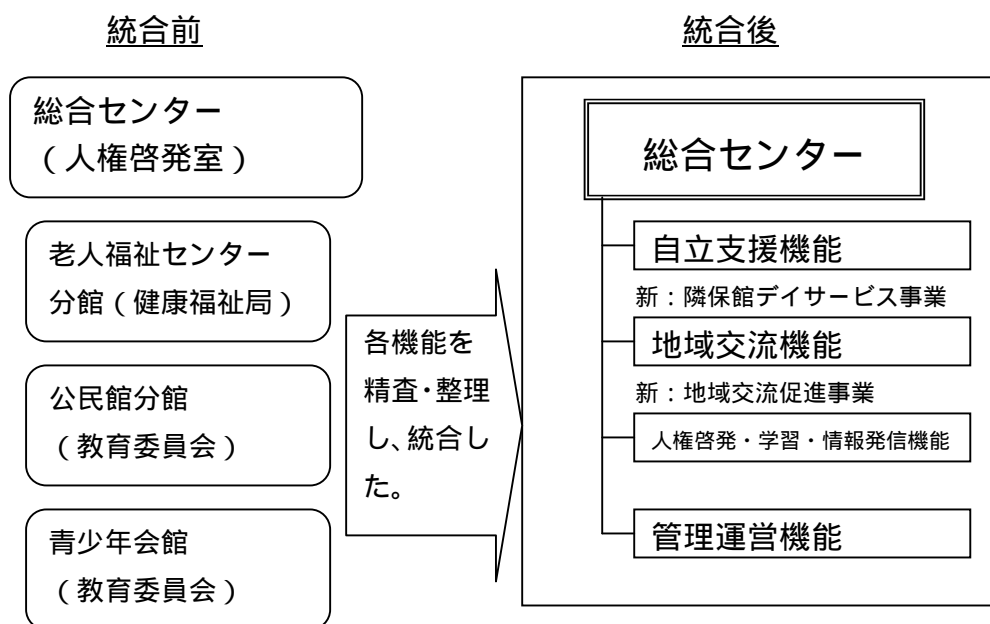 統合前
総合センター
（人権啓発室）
老人福祉センター
分館（健康福祉局）
公民館分館
（教育委員会）
青少年会館
（教育委員会）
各機能を
精査・整理
し、統合し
た。
統合後
総合センター
自立支援機能
新：隣保館デイサービス事業
地域交流機能
新：地域交流促進事業
人権啓発・学習・情報発信機能
管理運営機能